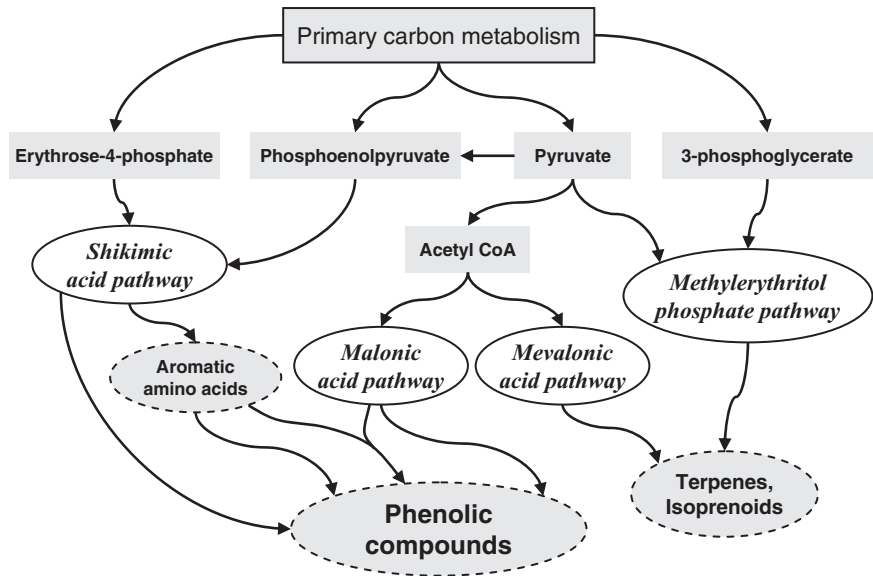 Primary carbon metabolism
Erythrose-4-phosphate
Phosphoenolpyruvate
Pyruvate
3-phosphoglycerate
Shikimic
acid pathway
Acetyl CoA
Methylerythritol
phosphate pathway
Aromatic
amino acids
Malonic
acid pathway
Mevalonic
acid pathway
Terpenes,
Isoprenoids
Phenolic
compounds